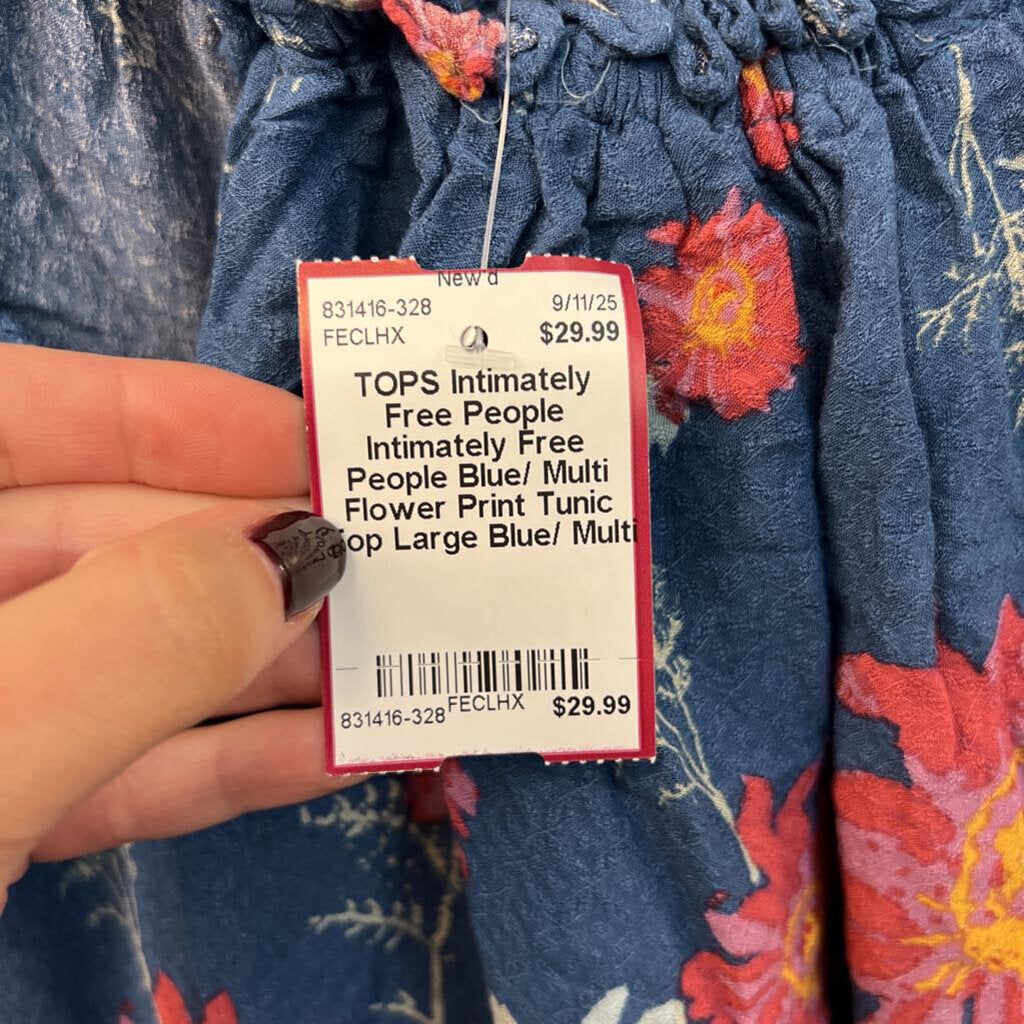 New'd
831416-328 9/11/25
FECLHX $29.99
TOPS Intimately
Free People
Intimately Free
People Blue/ Multi
Flower Print Tunic
Top Large Blue/ Multi
831416-328 FECLHX $29.99